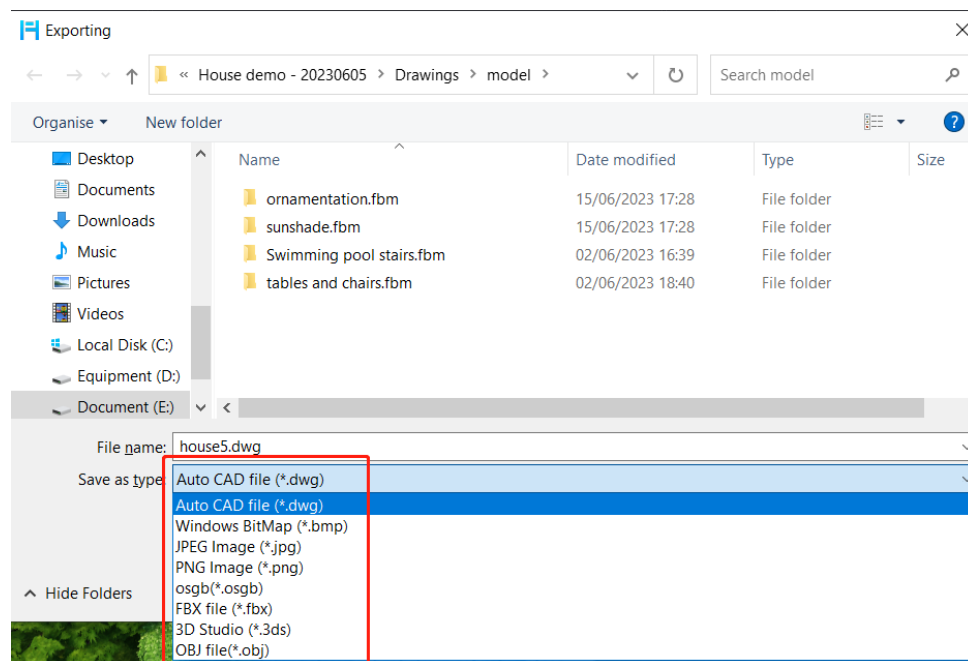 Exporting
« House demo - 20230605 > Drawings > model >
Search model
Organise
New folder
?
Name
Date modified
Type
Size
Desktop
Documents
Downloads
Music
Pictures
Videos
Local Disk (C:)
Equipment (D:)
Document (E:)
ornamentation.fbm 15/06/2023 17:28 File folder
sunshade.fbm 15/06/2023 17:28 File folder
Swimming pool stairs.fbm 02/06/2023 16:39 File folder
tables and chairs.fbm 02/06/2023 18:40 File folder
File name: house5.dwg
Save as type Auto CAD file (*.dwg)
Auto CAD file (*.dwg)
Windows BitMap (*.bmp)
JPEG Image (*.jpg)
PNG Image (*.png)
osgb(*.osgb)
FBX file (*.fbx)
3D Studio (*.3ds)
OBJ file(*.obj)
Hide Folders